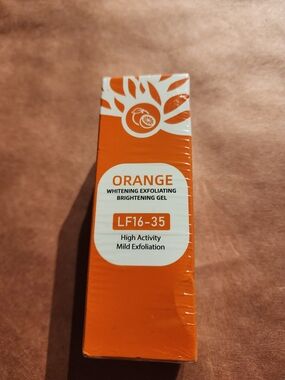 ORANGE
WHITENING EXFOLIATING
BRIGHTENING GEL
LF16-35
High Activity
Mild Exfoliation